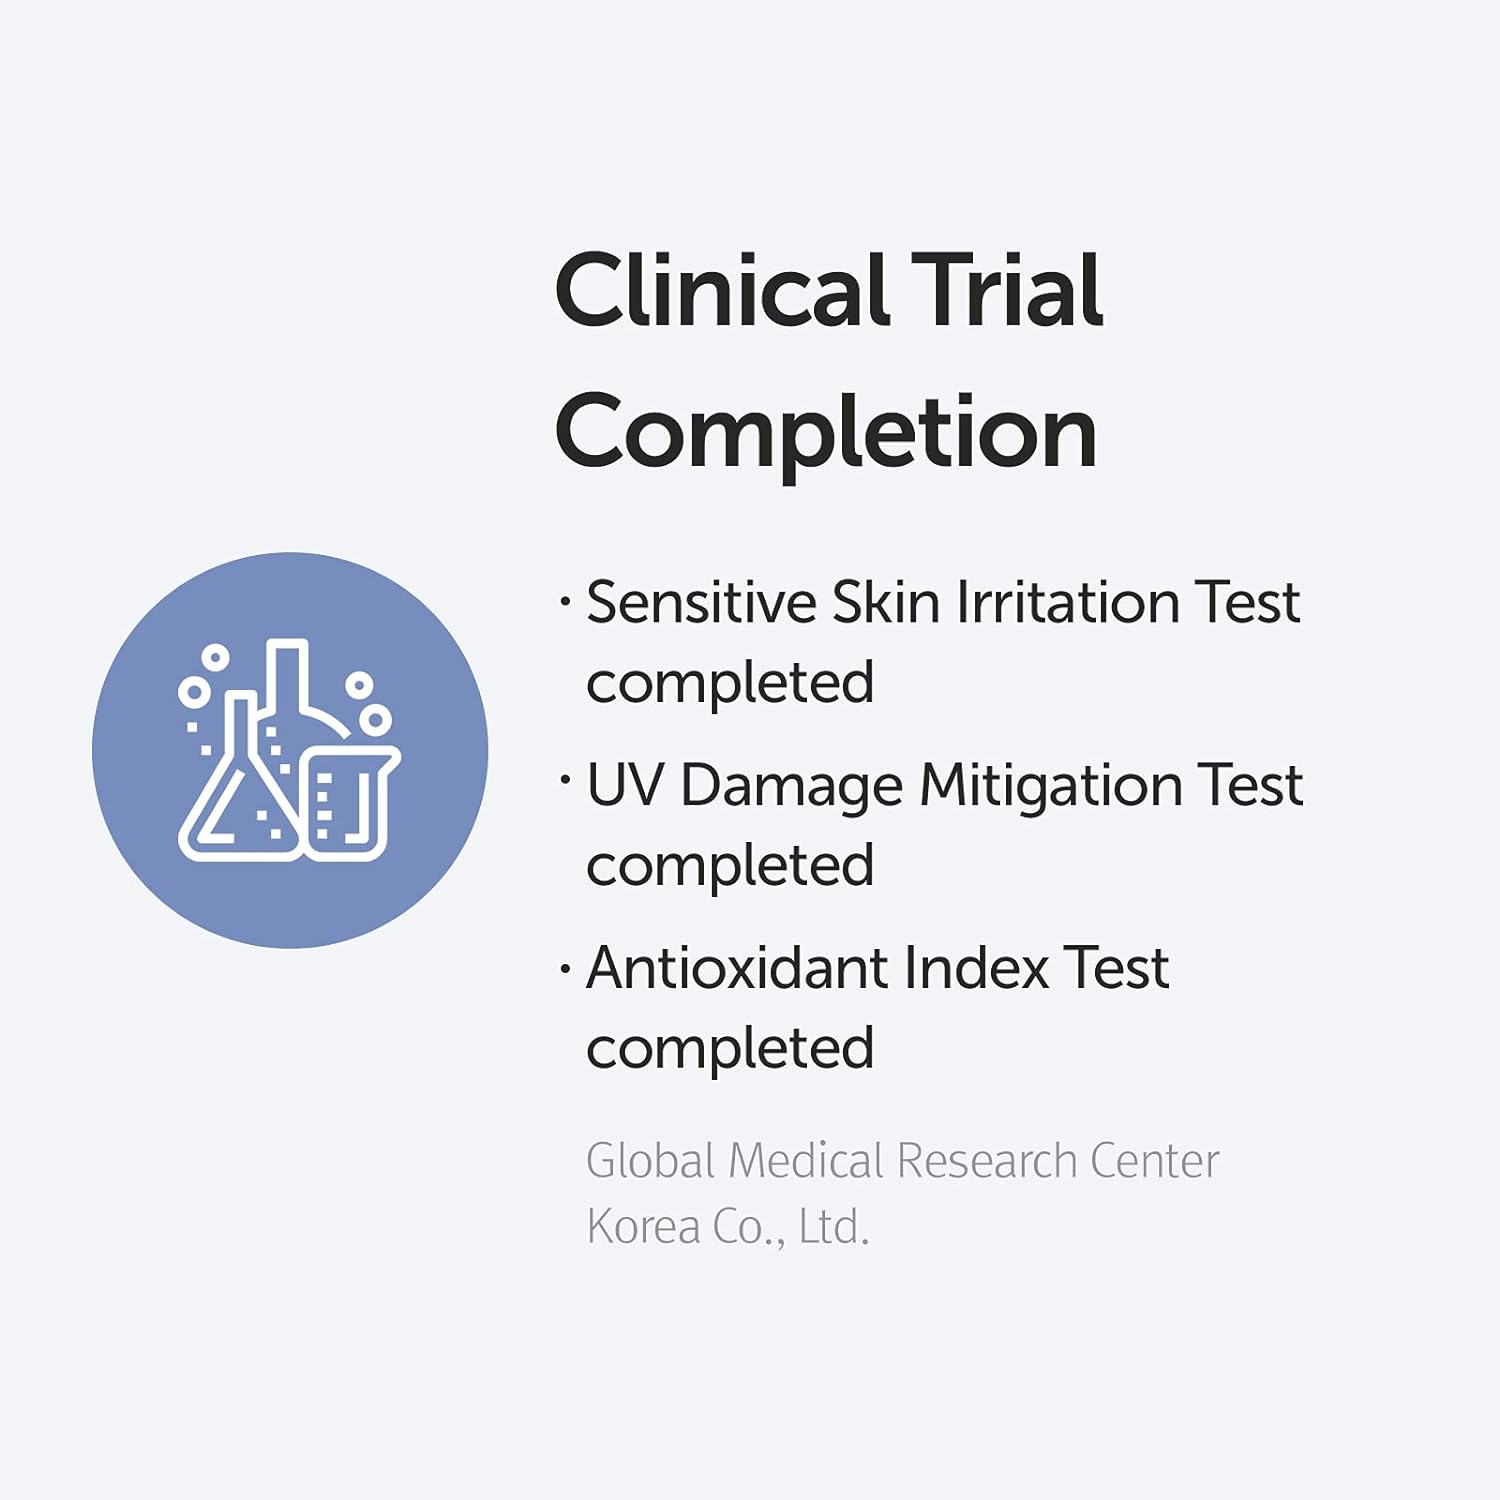 Clinical Trial
Completion
· Sensitive Skin Irritation Test
completed
· UV Damage Mitigation Test
completed
· Antioxidant Index Test
completed
Global Medical Research Center
Korea Co., Ltd.